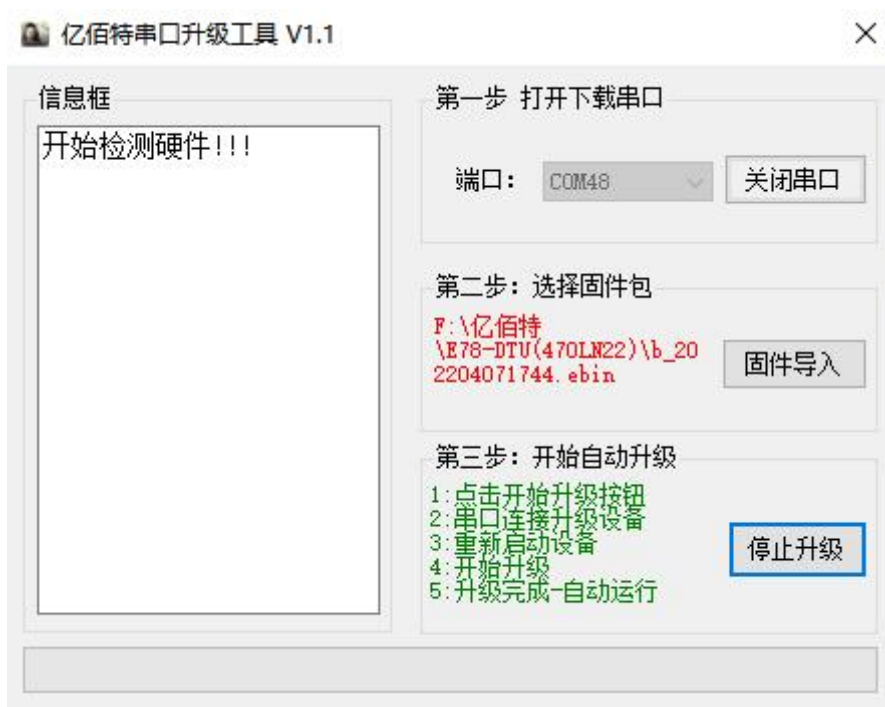 亿佰特串口升级工具 V1.1
信息框
开始检测硬件!!!
第一步 打开下载串口
端口：
COM48
关闭串口
第二步：选择固件包
F:\亿佰特
\E78-DTU(470LN22)\b_20
2204071744.ebin
固件导入
第三步：开始自动升级
1:点击开始升级按钮
2:串口连接升级设备
3:重新启动设备
4:开始升级
5:升级完成-自动运行
停止升级